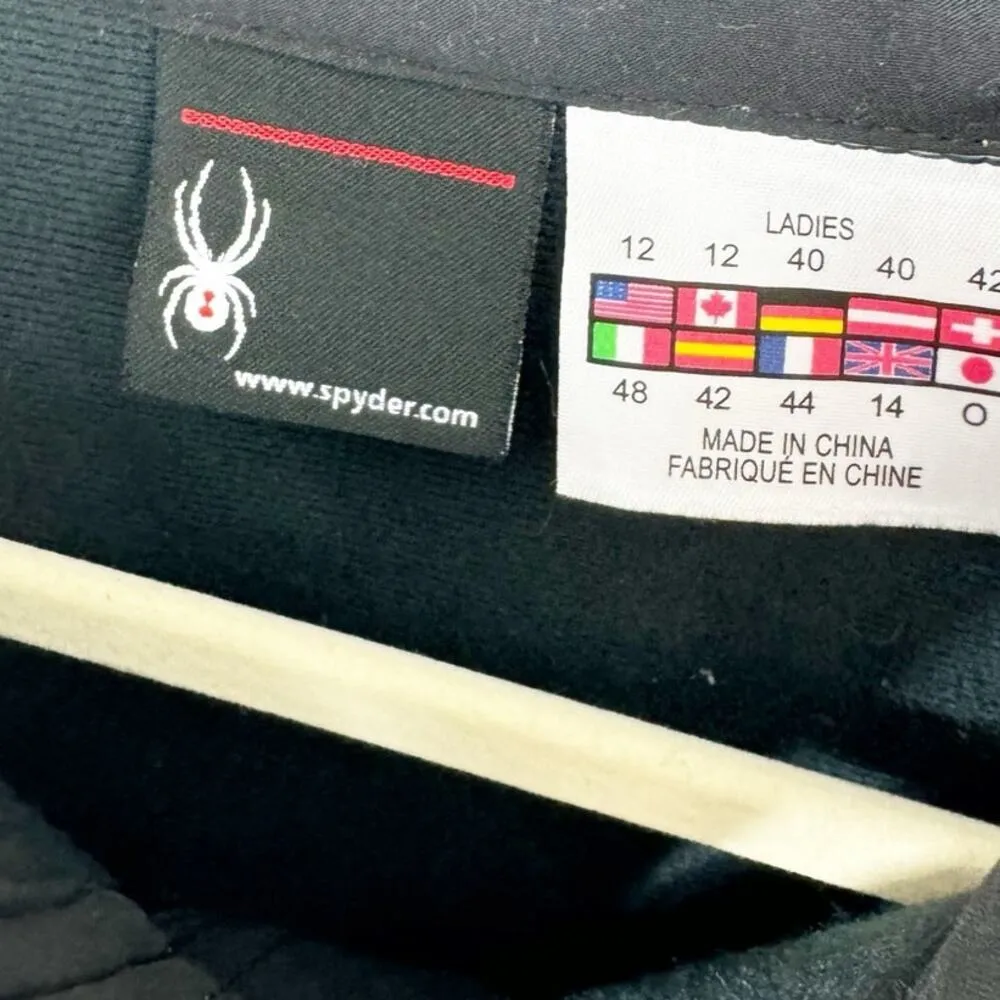 www.spyder.com
LADIES
12 12 40 40 42
48 42 44 14 O
MADE IN CHINA
FABRIQUÉ EN CHINE